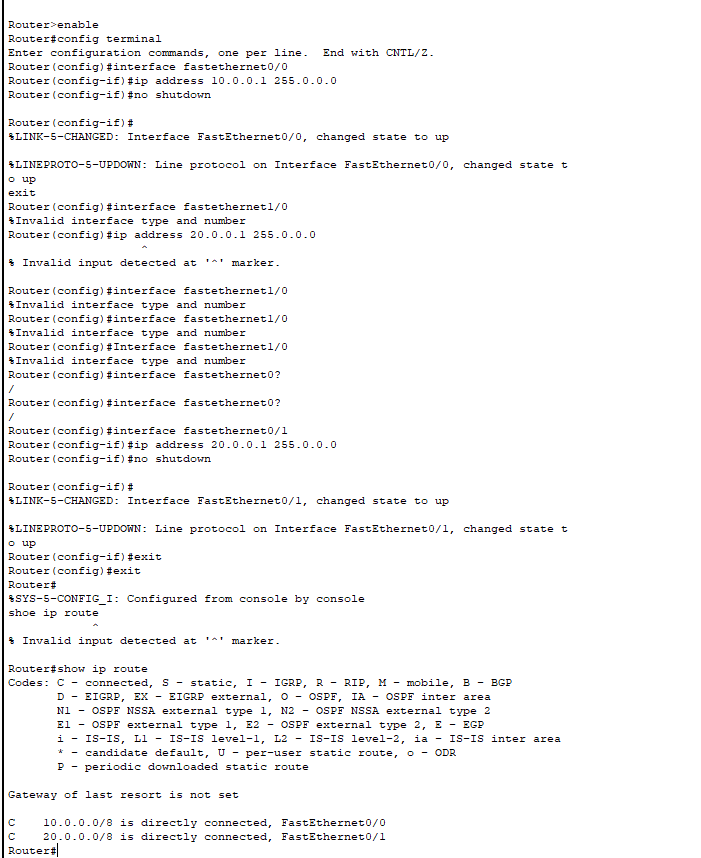 Router>enable
Router#config terminal
Enter configuration commands, one per line.  End with CNTL/Z.
Router(config)#interface fastethernet0/0
Router(config-if)#ip address 10.0.0.1 255.0.0.0
Router(config-if)#no shutdown

Router(config-if)#
%LINK-5-CHANGED: Interface FastEthernet0/0, changed state to up

%LINEPROTO-5-UPDOWN: Line protocol on Interface FastEthernet0/0, changed state t
o up
exit
Router(config)#interface fastethernet1/0
%Invalid interface type and number
Router(config)#ip address 20.0.0.1 255.0.0.0
                   ^
% Invalid input detected at '^' marker.

Router(config)#interface fastethernet1/0
%Invalid interface type and number
Router(config)#interface fastethernet1/0
%Invalid interface type and number
Router(config)#Interface fastethernet1/0
%Invalid interface type and number
Router(config)#interface fastethernet0?
/
Router(config)#interface fastethernet0?
/
Router(config)#interface fastethernet0/1
Router(config-if)#ip address 20.0.0.1 255.0.0.0
Router(config-if)#no shutdown

Router(config-if)#
%LINK-5-CHANGED: Interface FastEthernet0/1, changed state to up

%LINEPROTO-5-UPDOWN: Line protocol on Interface FastEthernet0/1, changed state t
o up
Router(config-if)#exit
Router(config)#exit
Router#
%SYS-5-CONFIG_I: Configured from console by console
shoe ip route
            ^
% Invalid input detected at '^' marker.

Router#show ip route
Codes: C - connected, S - static, I - IGRP, R - RIP, M - mobile, B - BGP
       D - EIGRP, EX - EIGRP external, O - OSPF, IA - OSPF inter area
       N1 - OSPF NSSA external type 1, N2 - OSPF NSSA external type 2
       E1 - OSPF external type 1, E2 - OSPF external type 2, E - EGP
       i - IS-IS, L1 - IS-IS level-1, L2 - IS-IS level-2, ia - IS-IS inter area
       * - candidate default, U - per-user static route, o - ODR
       P - periodic downloaded static route

Gateway of last resort is not set

C    10.0.0.0/8 is directly connected, FastEthernet0/0
C    20.0.0.0/8 is directly connected, FastEthernet0/1
Router#